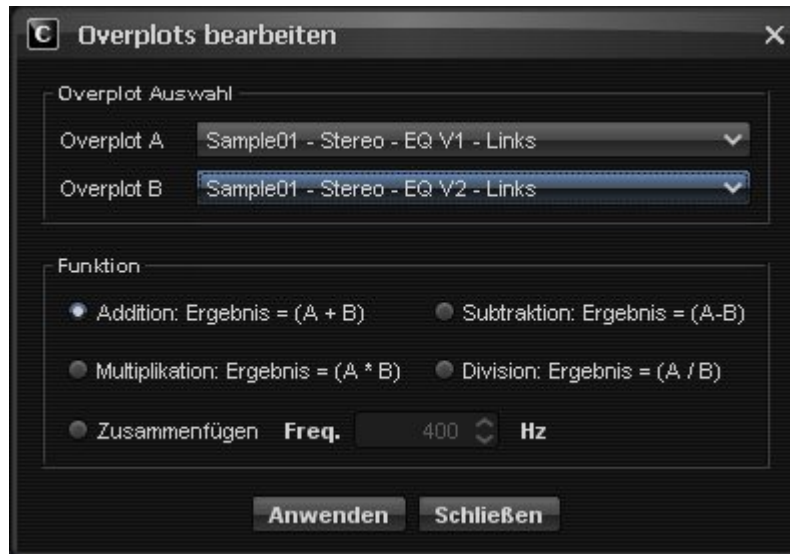 C Overplots bearbeiten
Overplot Auswahl
Overplot A Sample01 - Stereo - EQ V1 - Links
Overplot B Sample01 - Stereo - EQ V2 - Links
Funktion
Addition: Ergebnis = (A + B) Subtraktion: Ergebnis = (A-B)
Multiplikation: Ergebnis = (A * B) Division: Ergebnis = (A / B)
Zusammenfügen Freq. 400 Hz
Anwenden Schließen